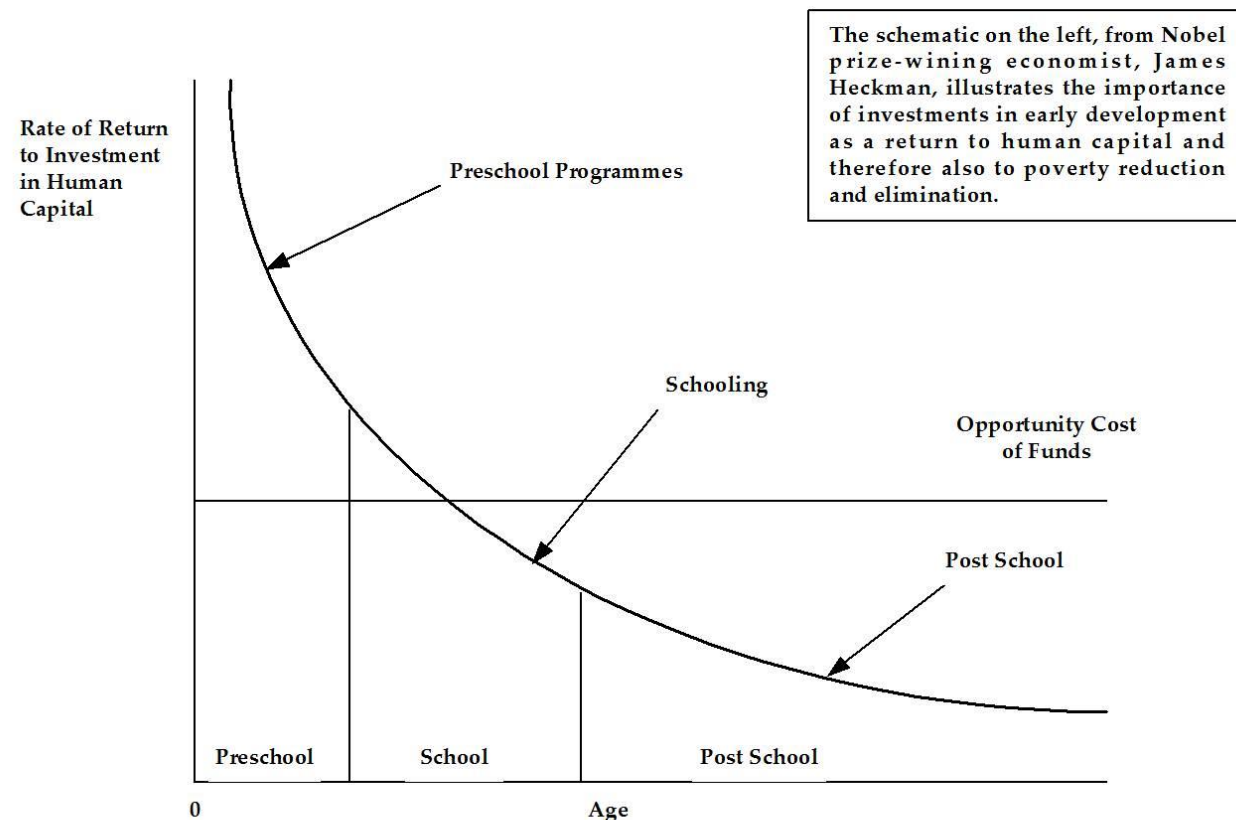 The schematic on the left, from Nobel
prize-wining economist, James
Heckman, illustrates the importance
of investments in early development
as a return to human capital and
therefore also to poverty reduction
and elimination.
Rate of Return
to Investment
in Human
Capital
Preschool Programmes
Schooling
Opportunity Cost
of Funds
Post School
Preschool
School
Post School
0
Age